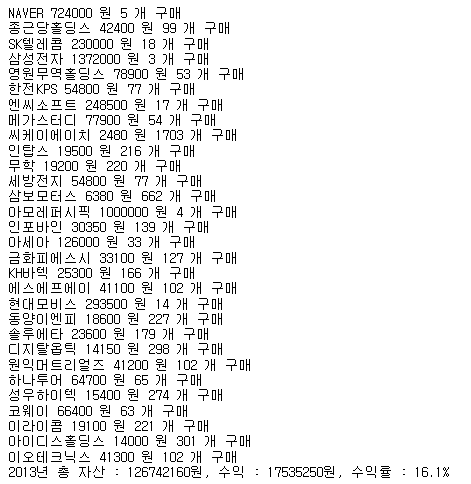 NAVER 724000 원 5 개 구매
종근당홀딩스 42400 원 99 개 구매
SK텔레콤 230000 원 18 개 구매
삼성전자 1372000 원 3 개 구매
영원무역홀딩스 78900 원 53 개 구매
한전KPS 54800 원 77 개 구매
엔씨소프트 248500 원 17 개 구매
메가스터디 77900 원 54 개 구매
씨케이에이치 2480 원 1703 개 구매
인탑스 19500 원 216 개 구매
무학 19200 원 220 개 구매
세방전지 54800 원 77 개 구매
삼보모터스 6380 원 662 개 구매
아모레퍼시픽 1000000 원 4 개 구매
인포바인 30350 원 139 개 구매
아세아 126000 원 33 개 구매
금화피에스시 33100 원 127 개 구매
KH바텍 25300 원 166 개 구매
에스에프에이 41100 원 102 개 구매
현대모비스 293500 원 14 개 구매
동양이엔피 18600 원 227 개 구매
솔루에타 23600 원 179 개 구매
디지탈옵틱 14150 원 298 개 구매
원익머트리얼즈 41200 원 102 개 구매
하나투어 64700 원 65 개 구매
성우하이텍 15400 원 274 개 구매
코웨이 66400 원 63 개 구매
이라이콤 19100 원 221 개 구매
아이디스홀딩스 14000 원 301 개 구매
이오테크닉스 41300 원 102 개 구매
2013년 총 자산 : 126742160원, 수익 : 17535250원, 수익률 : 16.1%